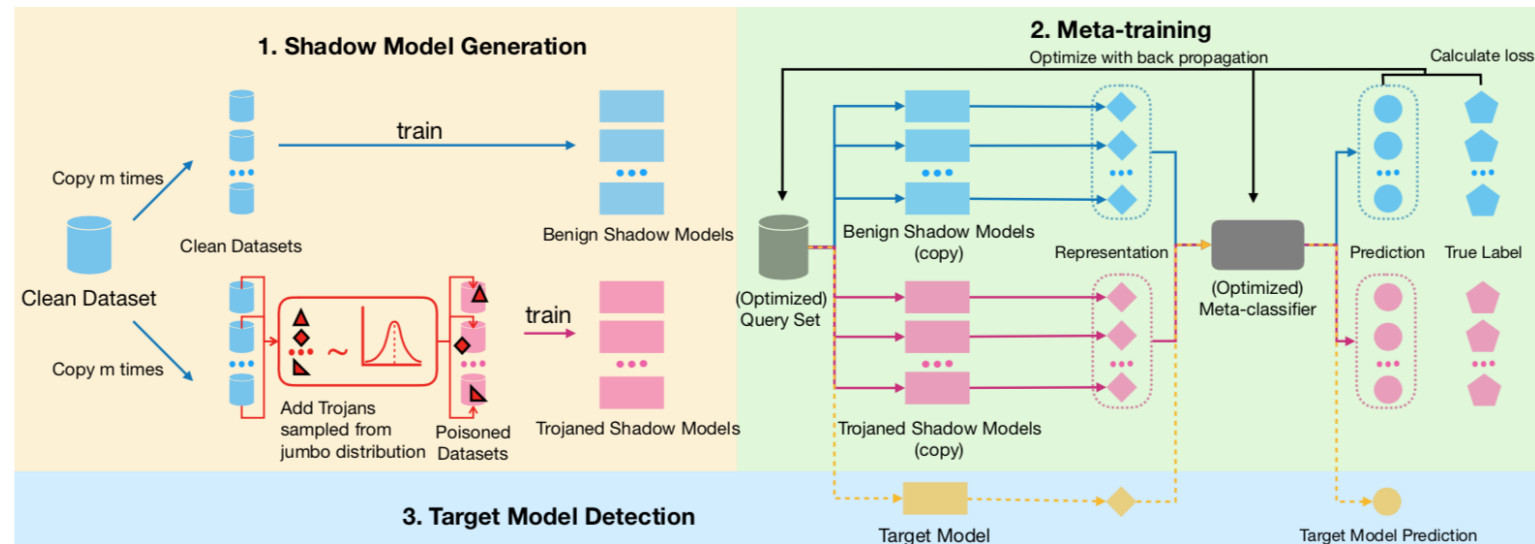 1. Shadow Model Generation
train
Copy m times
Clean Datasets
Benign Shadow Models
Clean Dataset
Copy m times
~
train
Add Trojans
sampled from
jumbo distribution
Poisoned
Datasets
Trojaned Shadow Models
2. Meta-training
Optimize with back propagation
Calculate loss
Benign Shadow Models
(copy)
Representation
Prediction
True Label
(Optimized)
Query Set
(Optimized)
Meta-classifier
Trojaned Shadow Models
(copy)
3. Target Model Detection
Target Model
Target Model Prediction